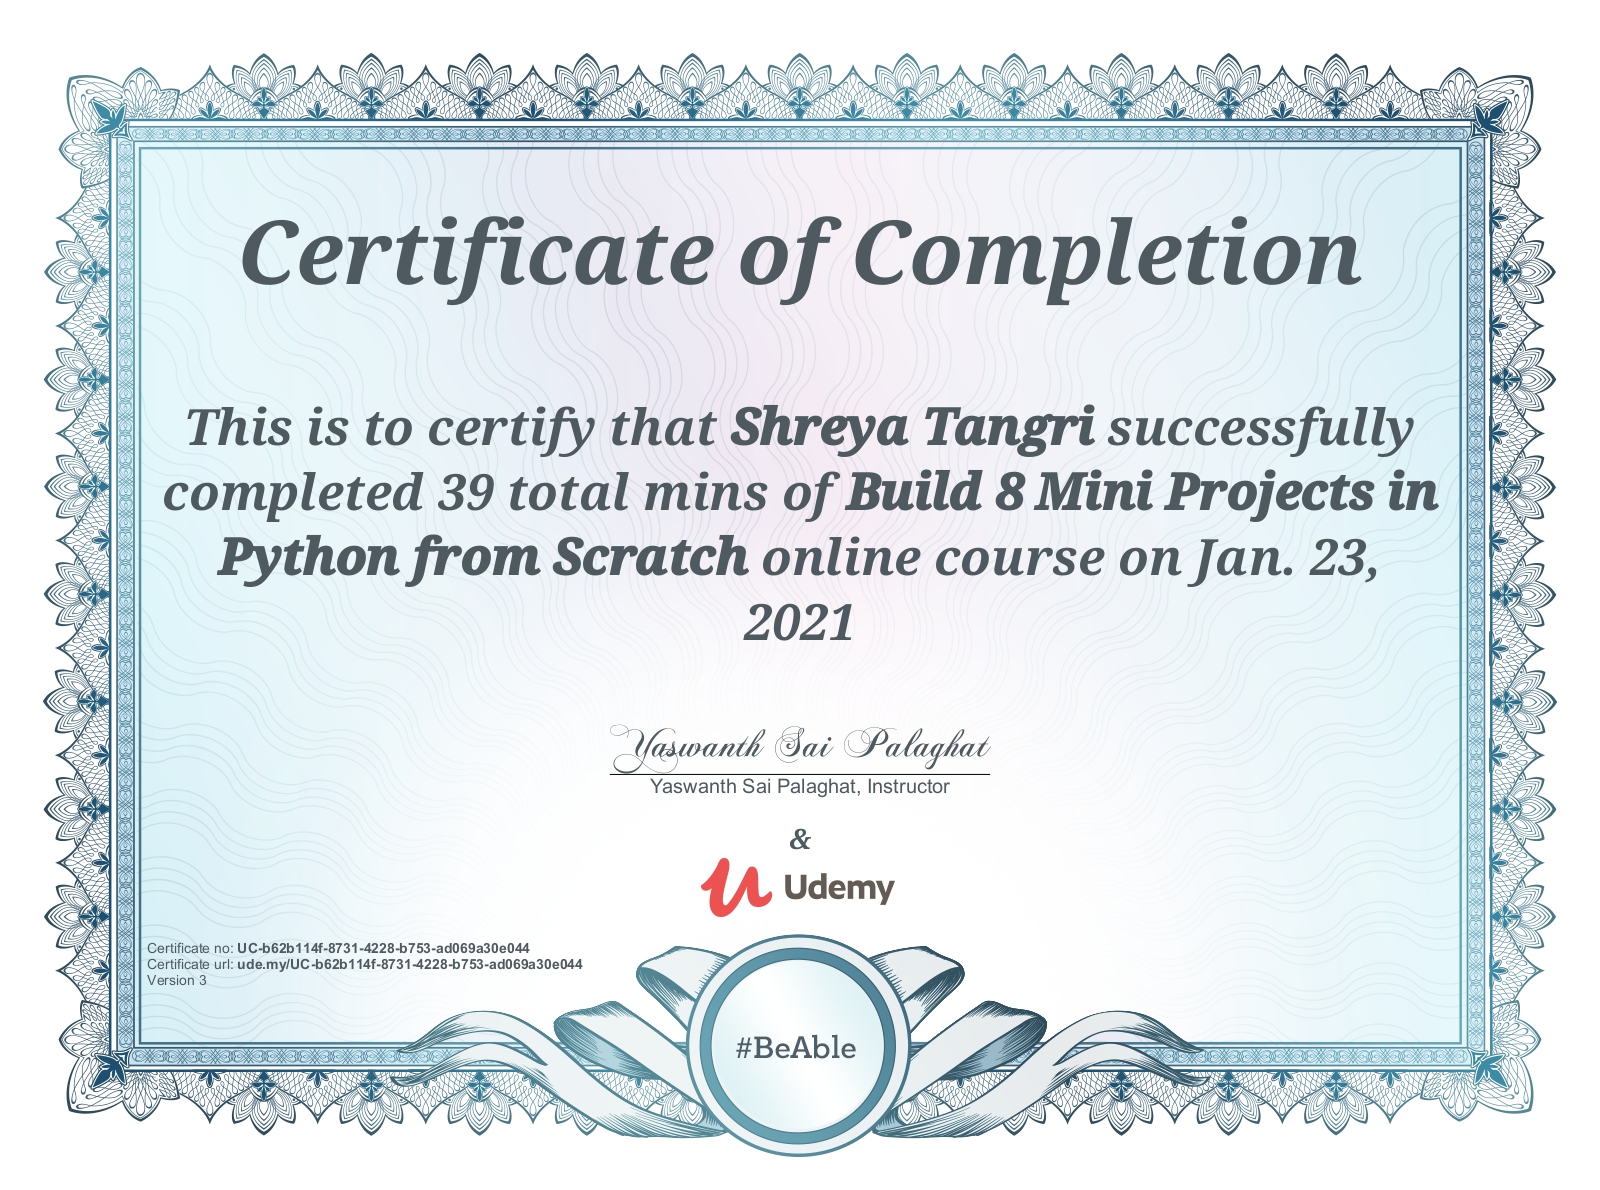 Certificate of Completion
This is to certify that Shreya Tangri successfully
completed 39 total mins of Build 8 Mini Projects in
Python from Scratch online course on Jan. 23,
2021
Yaswanth Sai Palaghat
Yaswanth Sai Palaghat, Instructor
&
Udemy
Certificate no: UC-b62b114f-8731-4228-b753-ad069a30e044
Certificate url: ude.my/UC-b62b114f-8731-4228-b753-ad069a30e044
Version 3
#BeAble